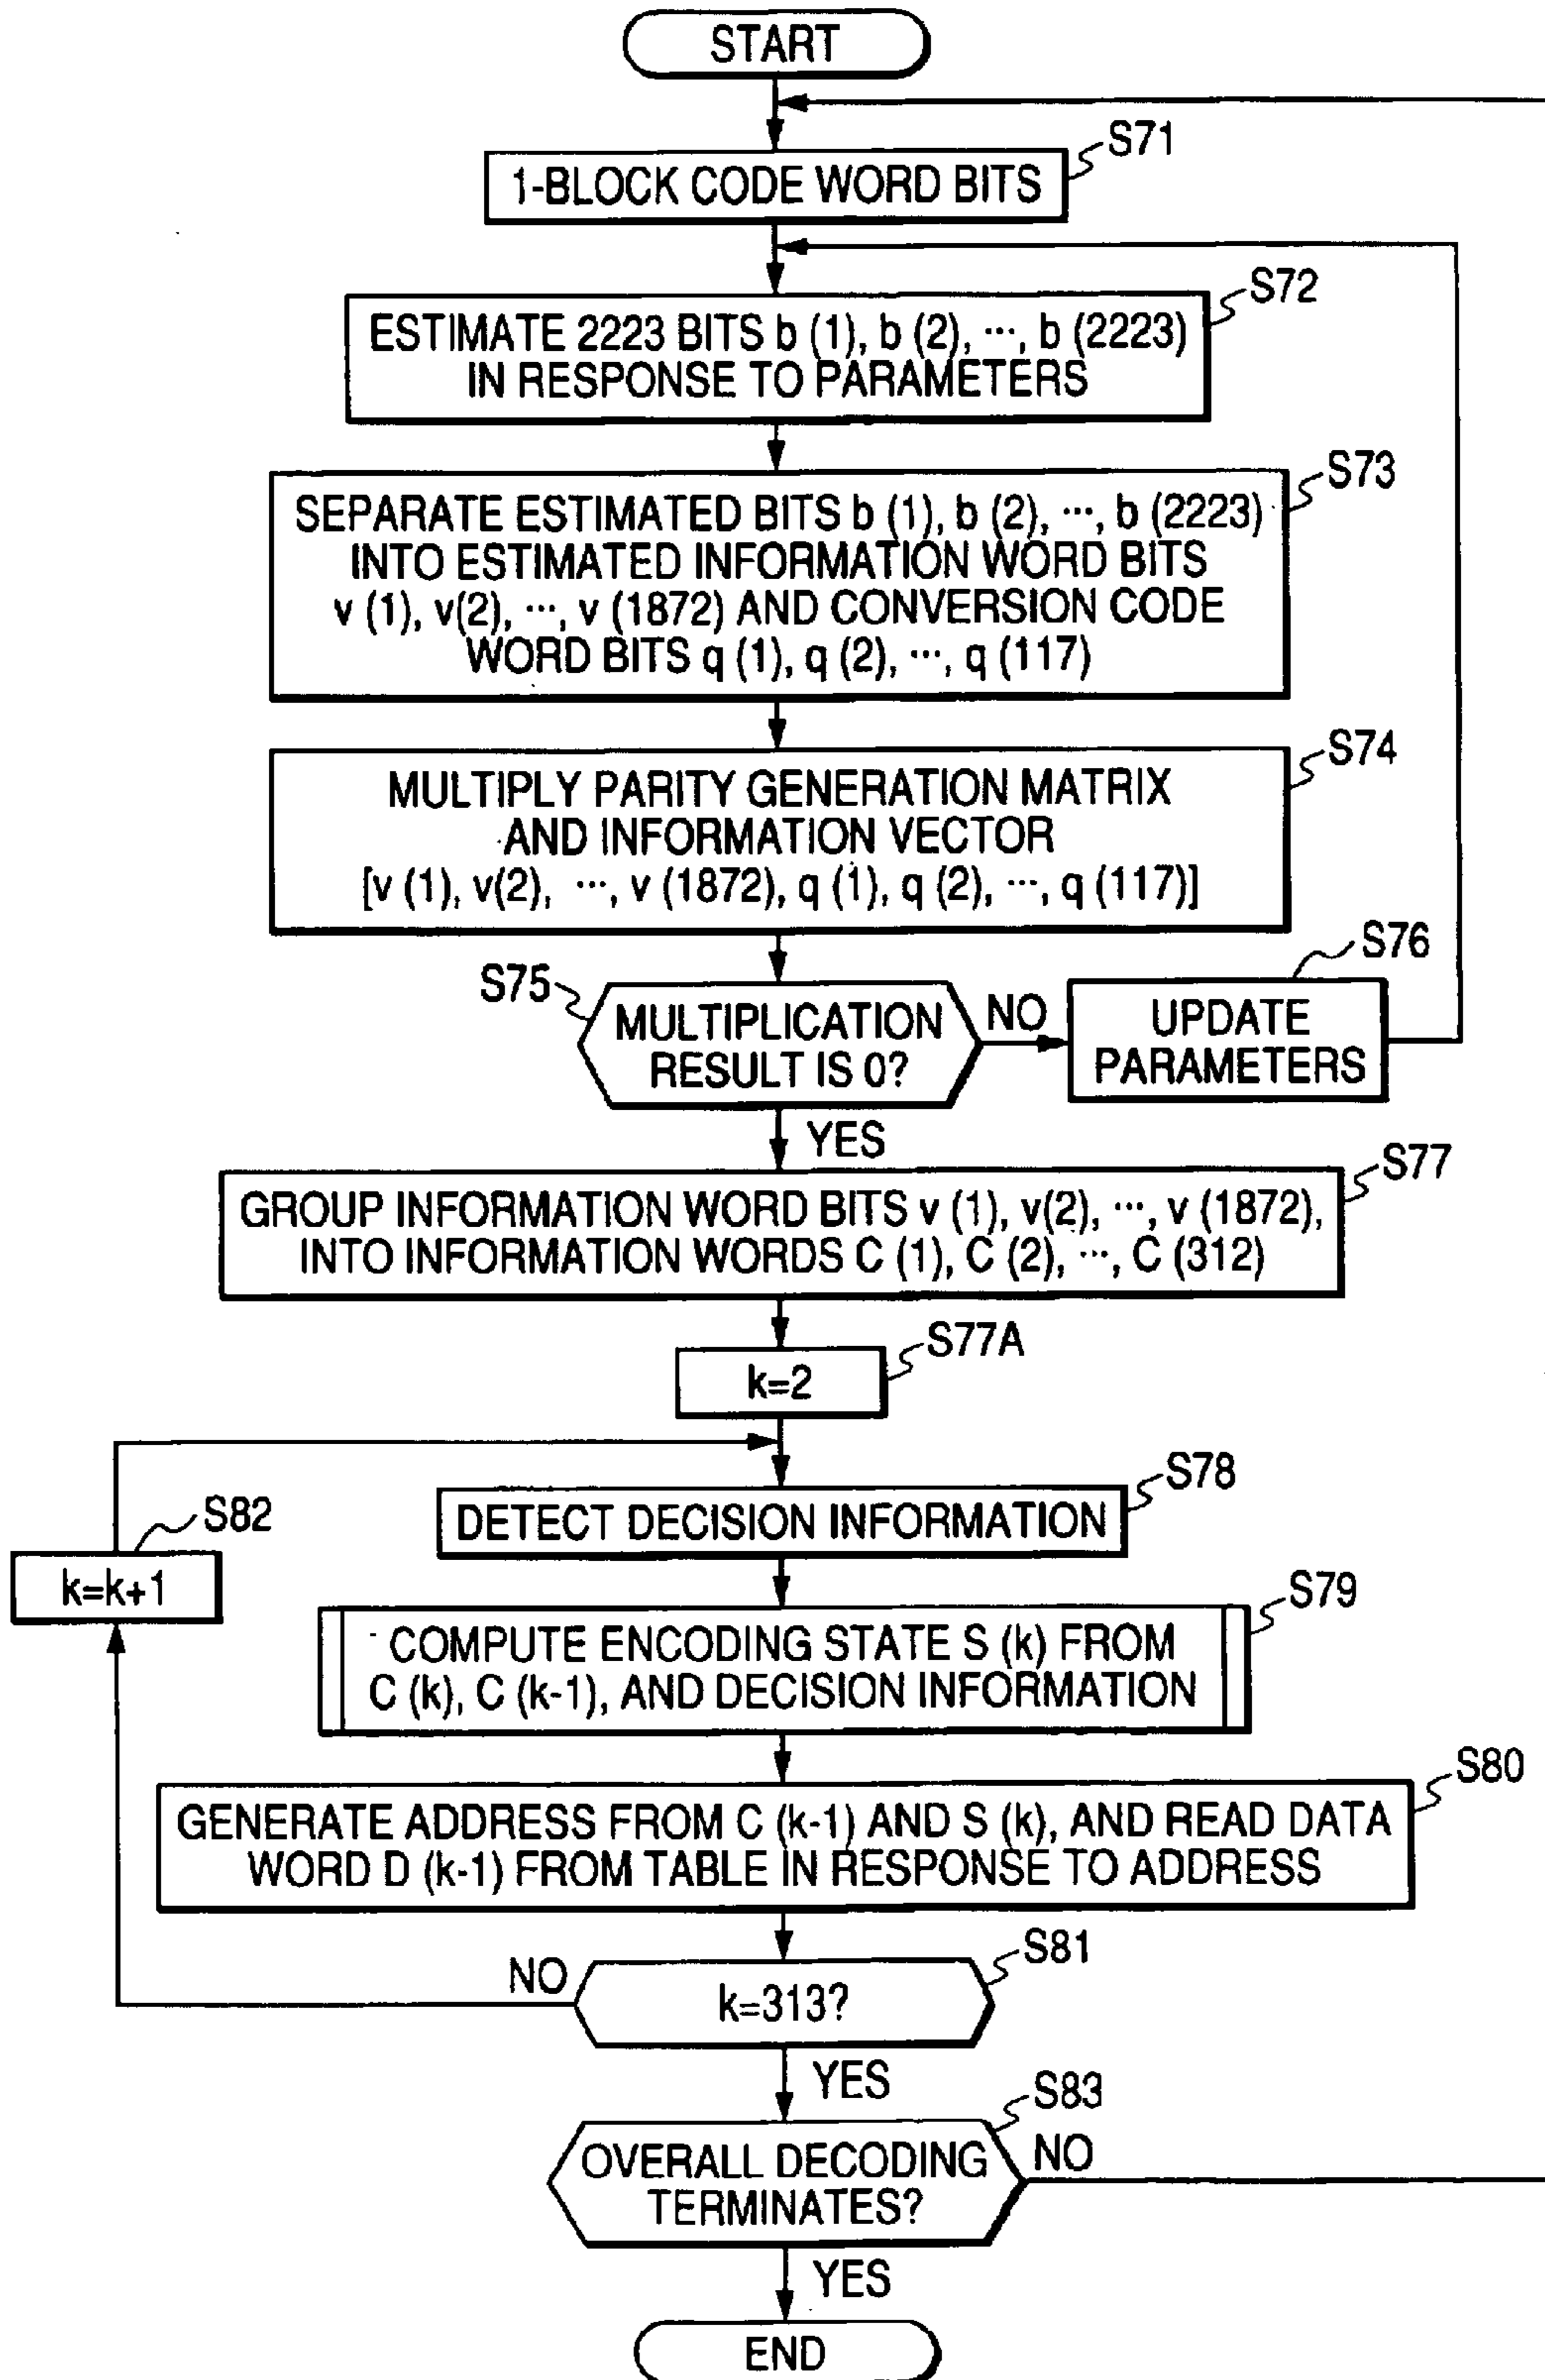 START
S71
1-BLOCK CODE WORD BITS
S72
ESTIMATE 2223 BITS b (1), b (2), ···, b (2223)
IN RESPONSE TO PARAMETERS
S73
SEPARATE ESTIMATED BITS b (1), b (2), ···, b (2223)
INTO ESTIMATED INFORMATION WORD BITS
v (1), v(2), ···, v (1872) AND CONVERSION CODE
WORD BITS q (1), q (2), ···, q (117)
S74
MULTIPLY PARITY GENERATION MATRIX
AND INFORMATION VECTOR
[v (1), v(2), ···, v (1872), q (1), q (2), ···, q (117)]
S75
MULTIPLICATION
RESULT IS 0?
NO
S76
UPDATE
PARAMETERS
YES
S77
GROUP INFORMATION WORD BITS v (1), v(2), ···, v (1872),
INTO INFORMATION WORDS C (1), C (2), ···, C (312)
S77A
k=2
S78
DETECT DECISION INFORMATION
S82
k=k+1
S79
COMPUTE ENCODING STATE S (k) FROM
C (k), C (k-1), AND DECISION INFORMATION
S80
GENERATE ADDRESS FROM C (k-1) AND S (k), AND READ DATA
WORD D (k-1) FROM TABLE IN RESPONSE TO ADDRESS
S81
NO
k=313?
YES
S83
OVERALL DECODING
TERMINATES?
NO
YES
END